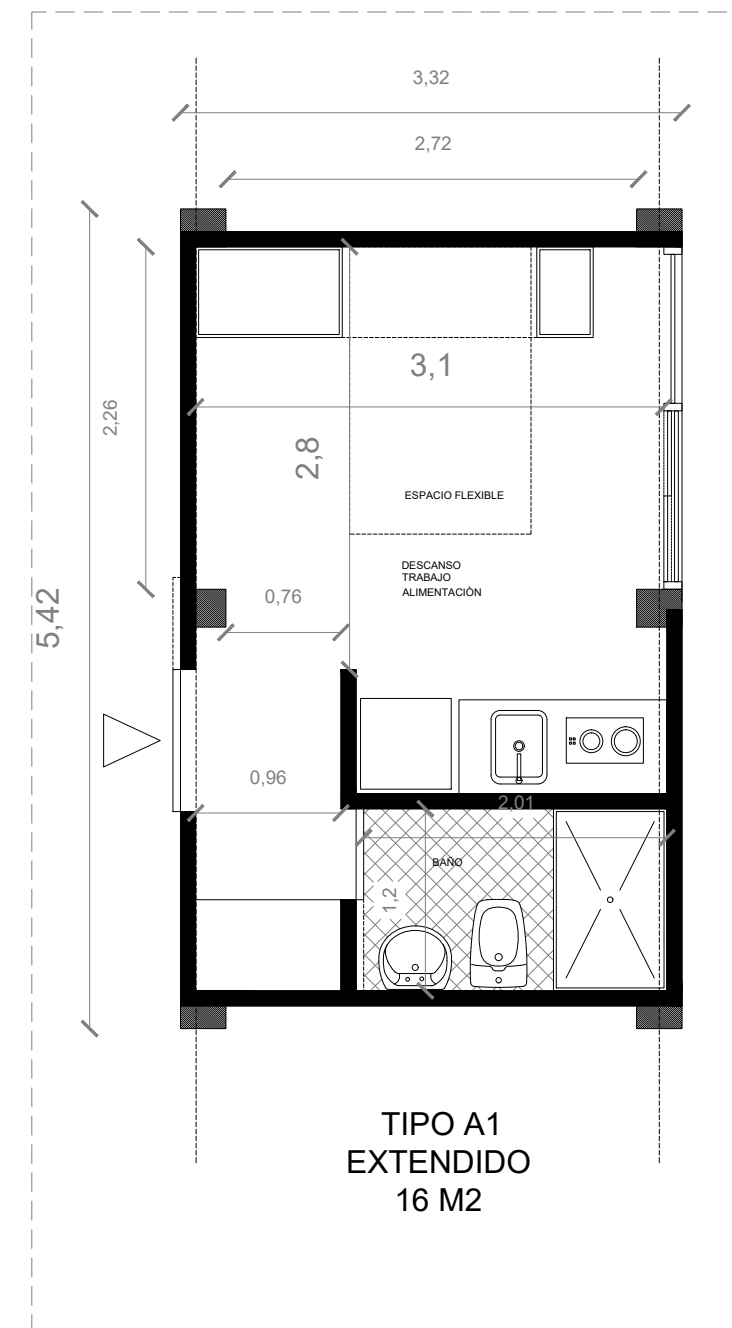 3,32
2,72
3,1
2,26
2,8
ESPACIO FLEXIBLE
DESCANSO
TRABAJO
ALIMENTACIÒN
5,42
0,76
0,96
2,01
BAÑO
1,2
TIPO A1
EXTENDIDO
16 M2